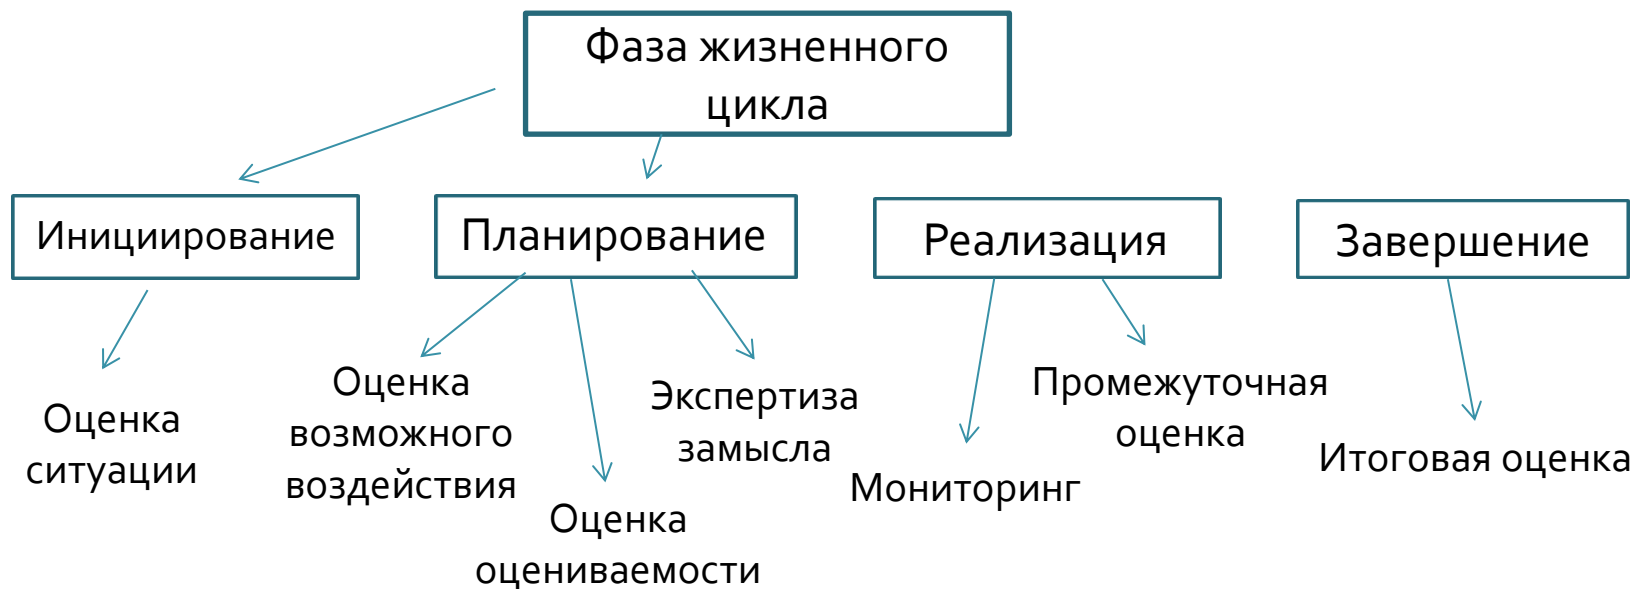 Фаза жизненного
цикла
Инициирование
Планирование
Реализация
Завершение
Оценка
ситуации
Оценка
возможного
воздействия
Оценка
оцениваемости
Экспертиза
замысла
Мониторинг
Промежуточная
оценка
Итоговая оценка